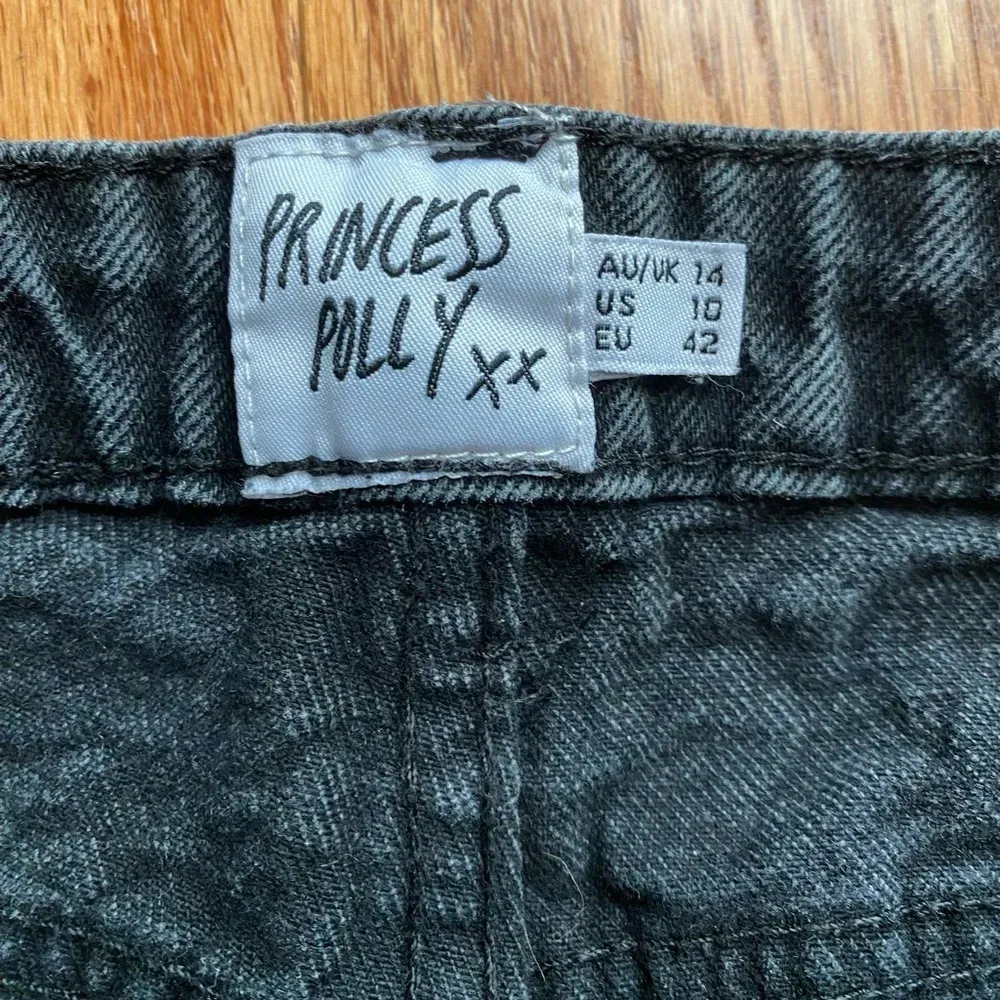 PRINCESS
POLLY xx
AU/UK 14
US 10
EU 42